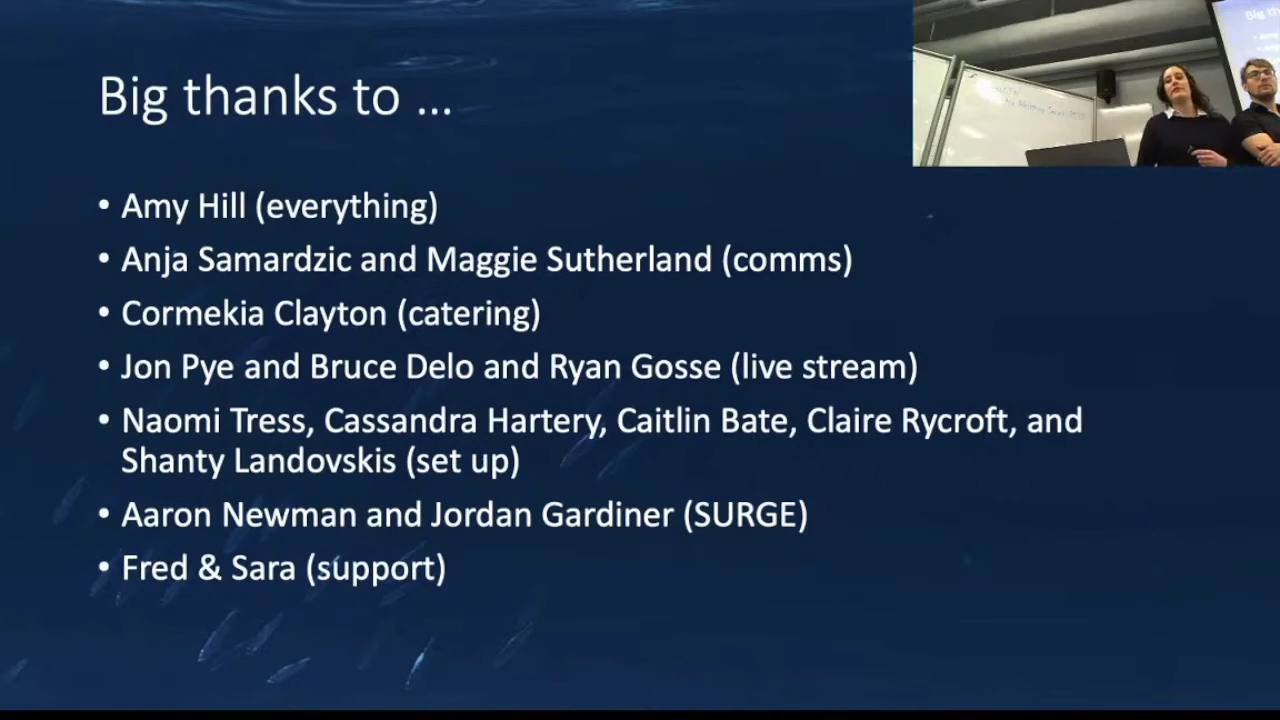 Big thanks to ...
• Amy Hill (everything)
• Anja Samardzic and Maggie Sutherland (comms)
• Cormekia Clayton (catering)
• Jon Pye and Bruce Delo and Ryan Gosse (live stream)
• Naomi Tress, Cassandra Hartery, Caitlin Bate, Claire Rycroft, and
Shanty Landovskis (set up)
• Aaron Newman and Jordan Gardiner (SURGE)
• Fred & Sara (support)